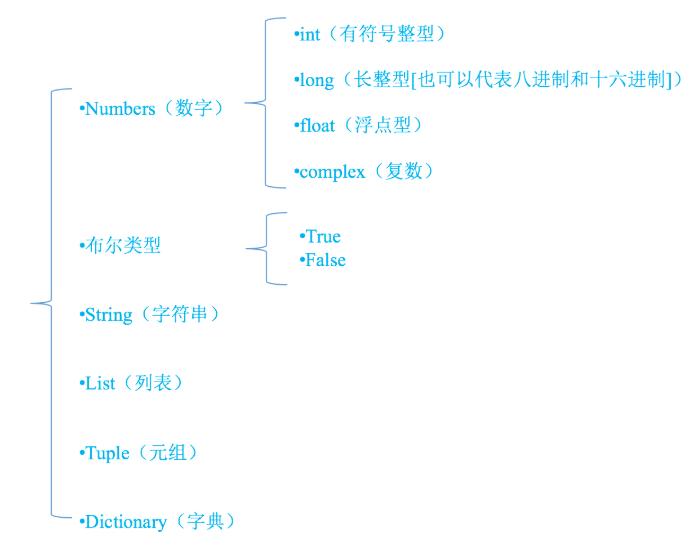 •Numbers（数字）
•int（有符号整型）
•long（长整型[也可以代表八进制和十六进制]）
•float（浮点型）
•complex（复数）
•布尔类型
•True
•False
•String（字符串）
•List（列表）
•Tuple（元组）
•Dictionary（字典）